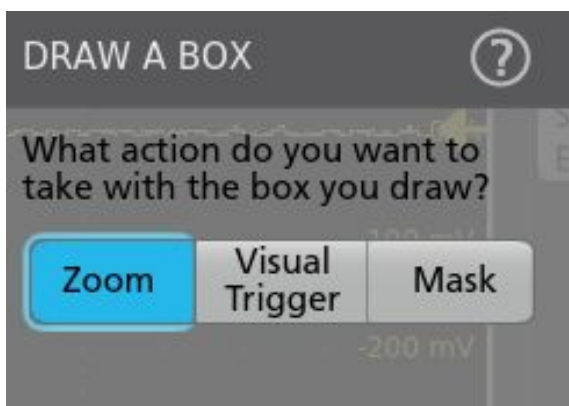 DRAW A BOX ?
What action do you want to
take with the box you draw?
Zoom
Visual
Trigger
Mask
-200 mV